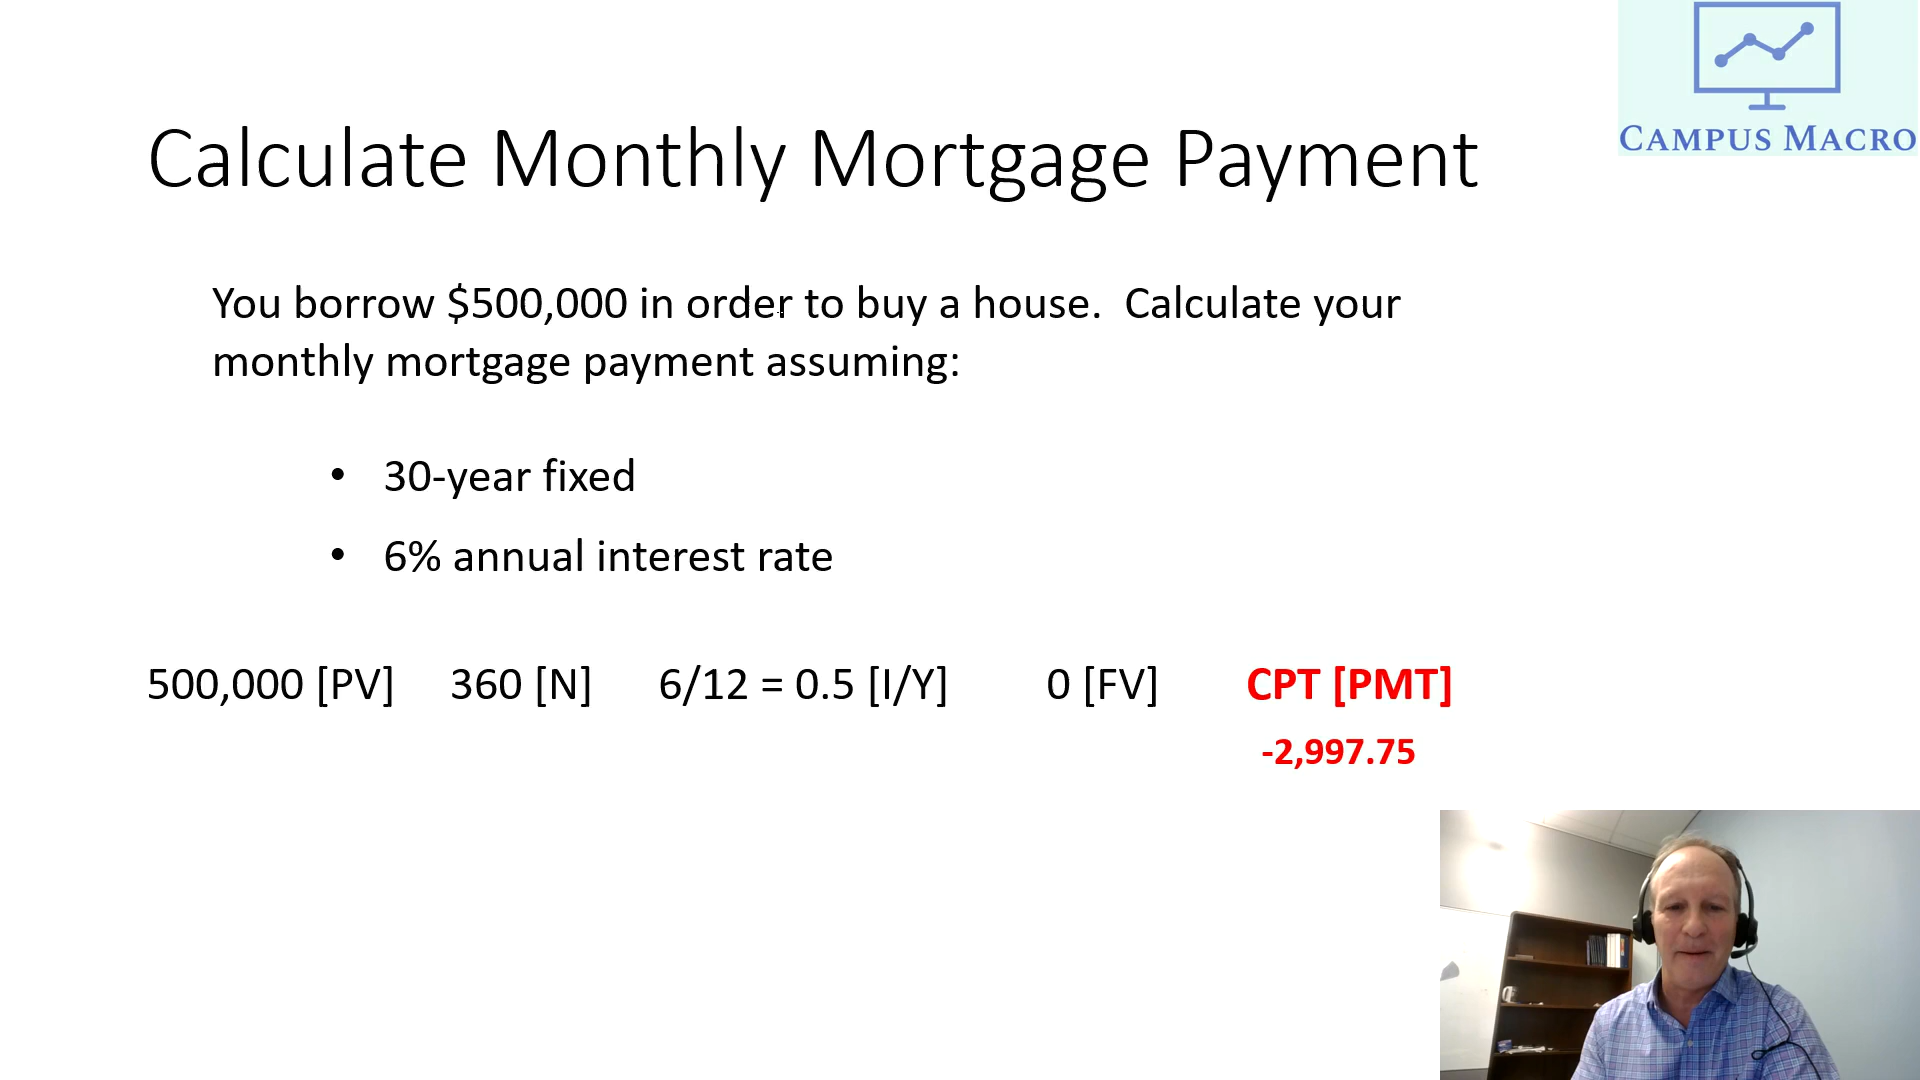 CAMPUS MACRO
Calculate Monthly Mortgage Payment
You borrow $500,000 in order to buy a house. Calculate your
monthly mortgage payment assuming:
• 30-year fixed
• 6% annual interest rate
500,000 [PV] 360 [N] 6/12 = 0.5 [I/Y] 0 [FV] CPT [PMT]
-2,997.75